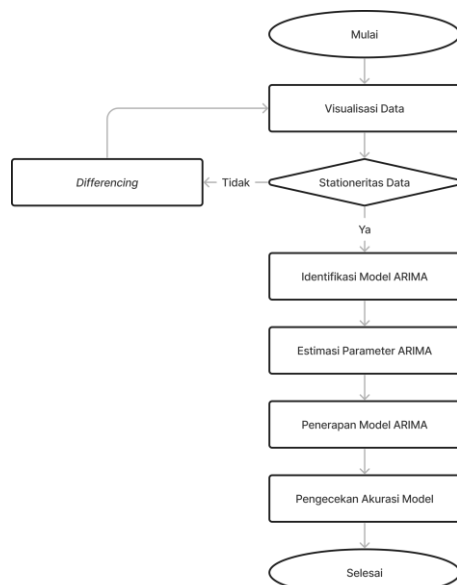 Mulai
Visualisasi Data
Differencing
Tidak
Stationeritas Data
Ya
Identifikasi Model ARIMA
Estimasi Parameter ARIMA
Penerapan Model ARIMA
Pengecekan Akurasi Model
Selesai